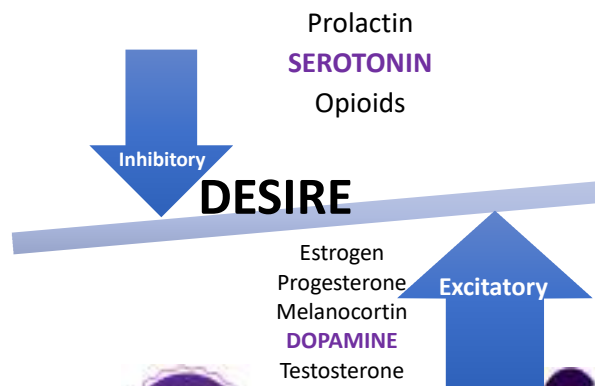 Prolactin
SEROTONIN
Opioids
Inhibitory
DESIRE
Estrogen
Progesterone
Melanocortin
DOPAMINE
Testosterone
Excitatory